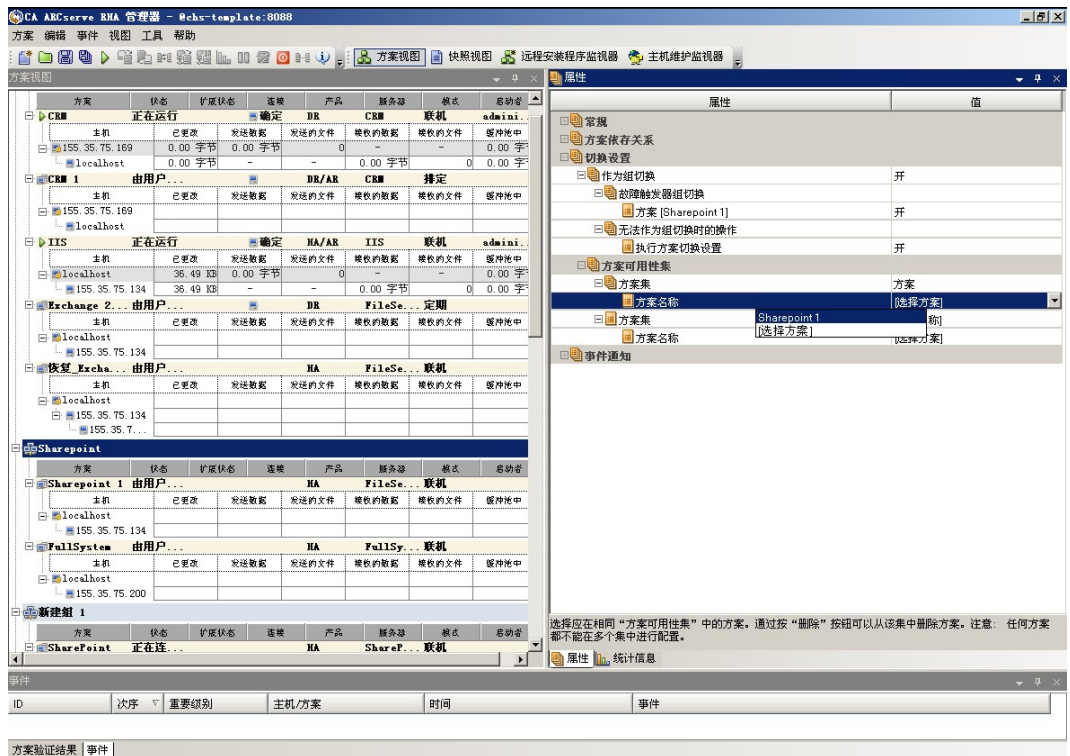 CA ARCserve RHA 管理器 - @chs-template:8088
方案 编辑 事件 视图 工具 帮助
方案视图 快照视图 远程安装程序监视器 主机维护监视器
方案视图
方案 状态 扩展状态 连接 产品 服务器 模式 启动者
CRM 正在运行 确定 DR CRM 联机 admini...
主机 已更改 发送数据 发送的文件 接收的数据 接收的文件 缓冲池中
155.35.75.169 0.00 字节 0.00 字节 0 - - 0.00 字
localhost 0.00 字节 - - 0.00 字节 0 0.00 字
CRM 1 由用户... DR/AR CRM 排定
主机 已更改 发送数据 发送的文件 接收的数据 接收的文件 缓冲池中
155.35.75.169
localhost
IIS 正在运行 确定 HA/AR IIS 联机 admini...
主机 已更改 发送数据 发送的文件 接收的数据 接收的文件 缓冲池中
localhost 36.49 KB 0.00 字节 0 - - 0.00 字
155.35.75.134 36.49 KB - - 0.00 字节 0 0.00 字
Exchange 2... 由用户... DR FileSe... 定期
主机 已更改 发送数据 发送的文件 接收的数据 接收的文件 缓冲池中
localhost
155.35.75.134
恢复_Excha... 由用户... HA FileSe... 联机
主机 已更改 发送数据 发送的文件 接收的数据 接收的文件 缓冲池中
localhost
155.35.75.134
155.35.7...
Sharepoint
方案 状态 扩展状态 连接 产品 服务器 模式 启动者
Sharepoint 1 由用户... HA FileSe... 联机
主机 已更改 发送数据 发送的文件 接收的数据 接收的文件 缓冲池中
localhost
155.35.75.134
FullSystem 由用户... HA FullSy... 联机
主机 已更改 发送数据 发送的文件 接收的数据 接收的文件 缓冲池中
localhost
155.35.75.200
新建组 1
方案 状态 扩展状态 连接 产品 服务器 模式 启动者
SharePoint 正在连... HA ShareP... 联机
属性
属性 值
常规
方案依存关系
切换设置
作为组切换 开
故障触发器组切换
方案 [Sharepoint 1] 开
无法作为组切换时的操作
执行方案切换设置 开
方案可用性集
方案集 方案
方案名称 [选择方案]
Sharepoint 1
[选择方案]
方案集 称]
方案名称 [选择方案]
事件通知
选择应在相同“方案可用性集”中的方案。通过按“删除”按钮可以从该集中删除方案。注意: 任何方案
都不能在多个集中进行配置。
属性 统计信息
事件
ID 次序 重要级别 主机/方案 时间 事件
方案验证结果 事件